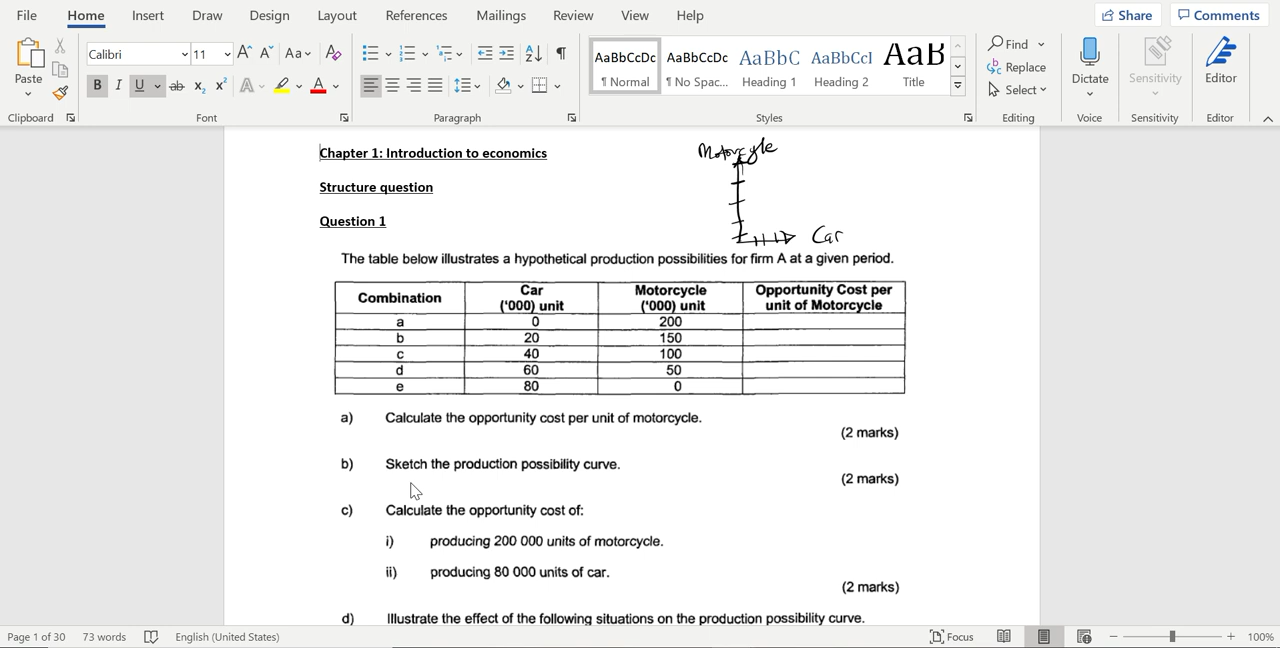 File Home Insert Draw Design Layout References Mailings Review View Help Share Comments
Paste
Clipboard
Calibri 11
Font
Paragraph
AaBbCcDc AaBbCcDc AaBbC AaBbCcI AaB
¶ Normal ¶ No Spac... Heading 1 Heading 2 Title
Styles
Find
Replace
Select
Editing
Dictate
Voice
Sensitivity
Sensitivity
Editor
Editor
Chapter 1: Introduction to economics
Structure question
Question 1
Motorcycle
Car
The table below illustrates a hypothetical production possibilities for firm A at a given period.
Combination Car ('000) unit Motorcycle ('000) unit Opportunity Cost per unit of Motorcycle
a 0 200
b 20 150
c 40 100
d 60 50
e 80 0
a) Calculate the opportunity cost per unit of motorcycle.
(2 marks)
b) Sketch the production possibility curve.
(2 marks)
c) Calculate the opportunity cost of:
i) producing 200 000 units of motorcycle.
ii) producing 80 000 units of car.
(2 marks)
d) Illustrate the effect of the following situations on the production possibility curve.
Page 1 of 30 73 words English (United States) Focus 100%